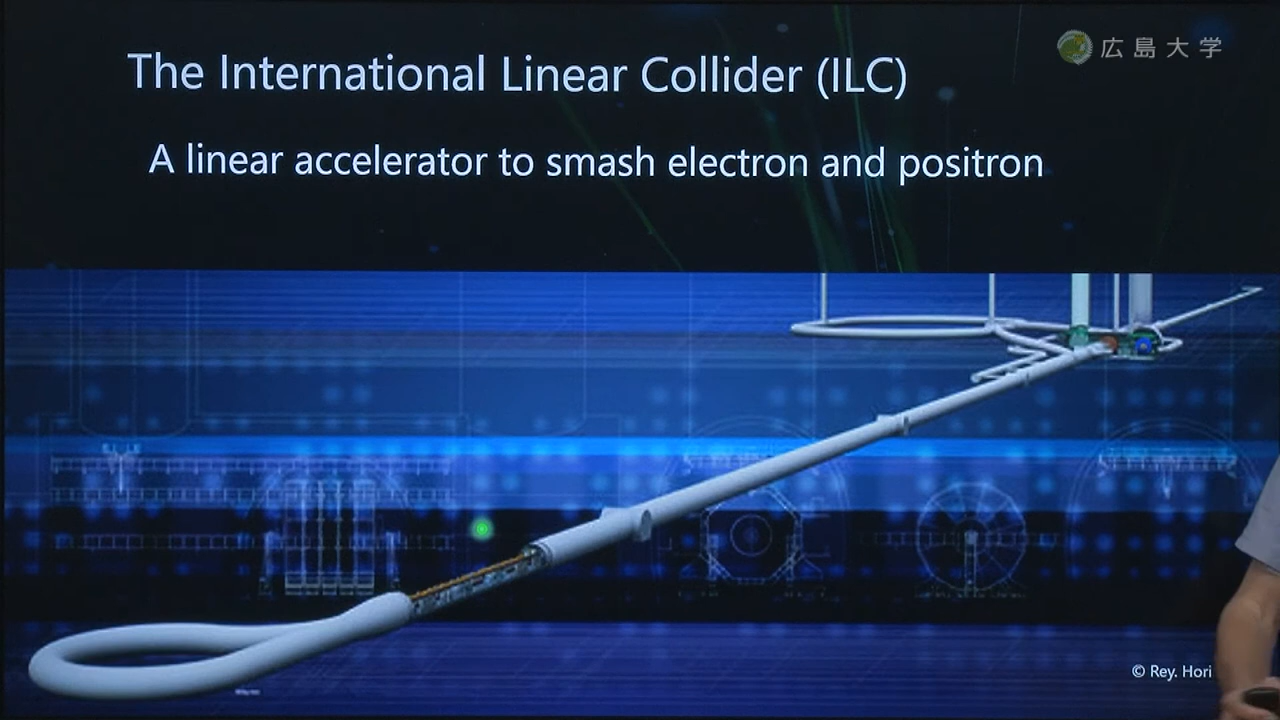 広島大学
The International Linear Collider (ILC)
A linear accelerator to smash electron and positron
© Rey. Hori